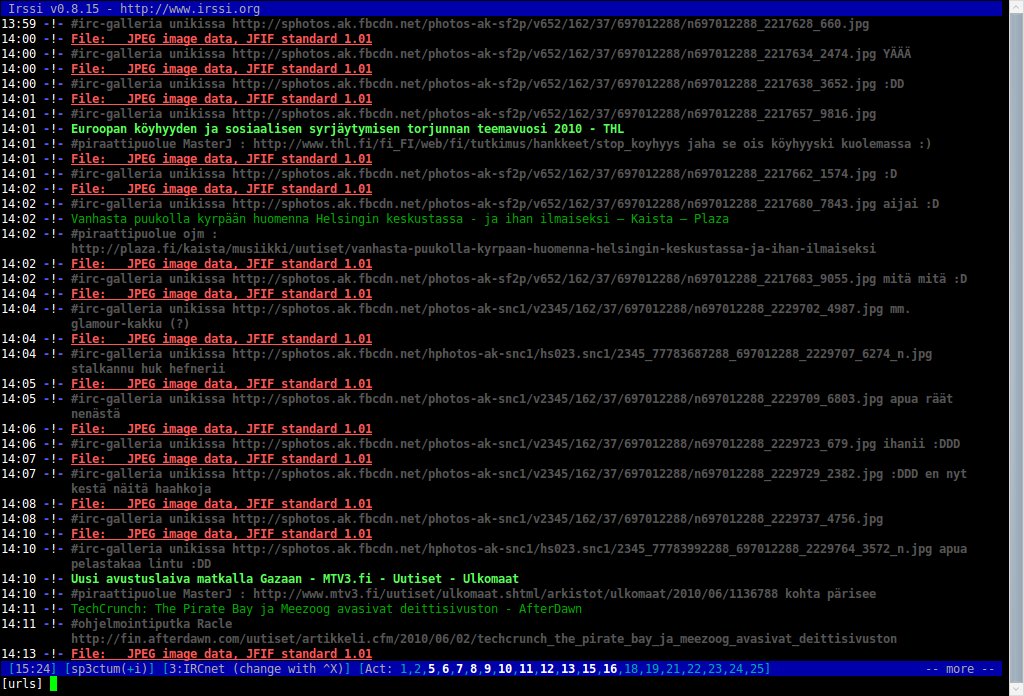 Irssi v0.8.15 - http://www.irssi.org
13:59 -!- #irc-galleria unikissa http://sphotos.ak.fbcdn.net/photos-ak-sf2p/v652/162/37/697012288/n697012288_2217628_660.jpg
14:00 -!- File:   JPEG image data, JFIF standard 1.01
14:00 -!- #irc-galleria unikissa http://sphotos.ak.fbcdn.net/photos-ak-sf2p/v652/162/37/697012288/n697012288_2217634_2474.jpg YÄÄÄ
14:00 -!- File:   JPEG image data, JFIF standard 1.01
14:00 -!- #irc-galleria unikissa http://sphotos.ak.fbcdn.net/photos-ak-sf2p/v652/162/37/697012288/n697012288_2217638_3652.jpg :DD
14:01 -!- File:   JPEG image data, JFIF standard 1.01
14:01 -!- #irc-galleria unikissa http://sphotos.ak.fbcdn.net/photos-ak-sf2p/v652/162/37/697012288/n697012288_2217657_9816.jpg
14:01 -!- Euroopan köyhyyden ja sosiaalisen syrjäytymisen torjunnan teemavuosi 2010 - THL
14:01 -!- #piraattipuolue MasterJ : http://www.thl.fi/fi_FI/web/fi/tutkimus/hankkeet/stop_koyhyys jaha se ois köyhyyski kuolemassa :)
14:01 -!- File:   JPEG image data, JFIF standard 1.01
14:01 -!- #irc-galleria unikissa http://sphotos.ak.fbcdn.net/photos-ak-sf2p/v652/162/37/697012288/n697012288_2217662_1574.jpg :D
14:02 -!- File:   JPEG image data, JFIF standard 1.01
14:02 -!- #irc-galleria unikissa http://sphotos.ak.fbcdn.net/photos-ak-sf2p/v652/162/37/697012288/n697012288_2217680_7843.jpg aijai :D
14:02 -!- Vanhasta puukolla kyrpään huomenna Helsingin keskustassa - ja ihan ilmaiseksi – Kaista – Plaza
14:02 -!- #piraattipuolue ojm :
http://plaza.fi/kaista/musiikki/uutiset/vanhasta-puukolla-kyrpaan-huomenna-helsingin-keskustassa-ja-ihan-ilmaiseksi
14:02 -!- File:   JPEG image data, JFIF standard 1.01
14:02 -!- #irc-galleria unikissa http://sphotos.ak.fbcdn.net/photos-ak-sf2p/v652/162/37/697012288/n697012288_2217683_9055.jpg mitä mitä :D
14:04 -!- File:   JPEG image data, JFIF standard 1.01
14:04 -!- #irc-galleria unikissa http://sphotos.ak.fbcdn.net/photos-ak-snc1/v2345/162/37/697012288/n697012288_2229702_4987.jpg mm.
glamour-kakku (?)
14:04 -!- File:   JPEG image data, JFIF standard 1.01
14:04 -!- #irc-galleria unikissa http://sphotos.ak.fbcdn.net/hphotos-ak-snc1/hs023.snc1/2345_77783687288_697012288_2229707_6274_n.jpg
stalkannu huk hefnerii
14:05 -!- File:   JPEG image data, JFIF standard 1.01
14:05 -!- #irc-galleria unikissa http://sphotos.ak.fbcdn.net/photos-ak-snc1/v2345/162/37/697012288/n697012288_2229709_6803.jpg apua räät
nenästä
14:06 -!- File:   JPEG image data, JFIF standard 1.01
14:06 -!- #irc-galleria unikissa http://sphotos.ak.fbcdn.net/photos-ak-snc1/v2345/162/37/697012288/n697012288_2229723_679.jpg ihanii :DDD
14:07 -!- File:   JPEG image data, JFIF standard 1.01
14:07 -!- #irc-galleria unikissa http://sphotos.ak.fbcdn.net/photos-ak-snc1/v2345/162/37/697012288/n697012288_2229729_2382.jpg :DDD en nyt
kestä näitä haahkoja
14:08 -!- File:   JPEG image data, JFIF standard 1.01
14:08 -!- #irc-galleria unikissa http://sphotos.ak.fbcdn.net/photos-ak-snc1/v2345/162/37/697012288/n697012288_2229737_4756.jpg
14:10 -!- File:   JPEG image data, JFIF standard 1.01
14:10 -!- #irc-galleria unikissa http://sphotos.ak.fbcdn.net/hphotos-ak-snc1/hs023.snc1/2345_77783992288_697012288_2229764_3572_n.jpg apua
pelastakaa lintu :DD
14:10 -!- Uusi avustuslaiva matkalla Gazaan - MTV3.fi - Uutiset - Ulkomaat
14:10 -!- #piraattipuolue MasterJ : http://www.mtv3.fi/uutiset/ulkomaat.shtml/arkistot/ulkomaat/2010/06/1136788 kohta pärisee
14:11 -!- TechCrunch: The Pirate Bay ja Meezoog avasivat deittisivuston - AfterDawn
14:11 -!- #ohjelmointiputka Racle
http://fin.afterdawn.com/uutiset/artikkeli.cfm/2010/06/02/techcrunch_the_pirate_bay_ja_meezoog_avasivat_deittisivuston
14:13 -!- File:   JPEG image data, JFIF standard 1.01
[15:24] [sp3ctum(+i)] [3:IRCnet (change with ^X)] [Act: 1,2,5,6,7,8,9,10,11,12,13,15,16,18,19,21,22,23,24,25] -- more --
[urls]